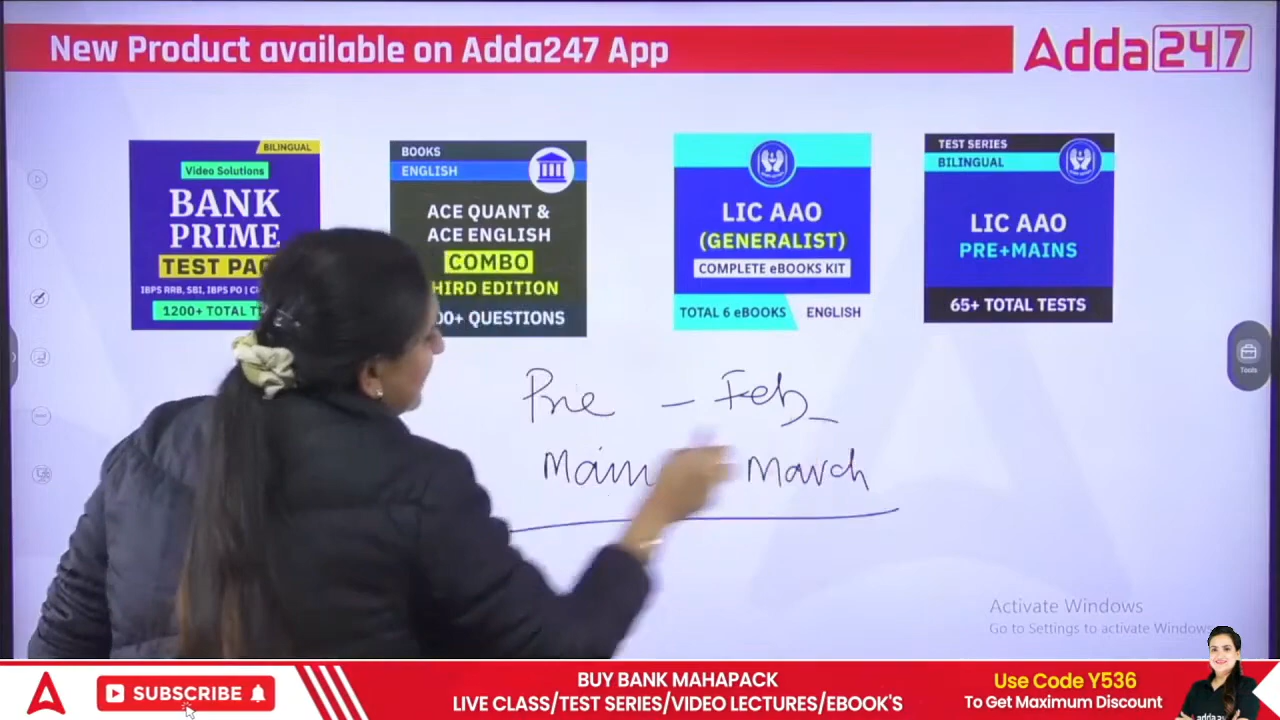 New Product available on Adda247 App
Adda247
BILINGUAL
Video Solutions
BANK
PRIME
TEST
IBPS RRB, SBI, IBPS PO
1200+ TOTAL
BOOKS
ENGLISH
ACE QUANT &
ACE ENGLISH
COMBO
EDITION
QUESTIONS
LIC AAO
(GENERALIST)
COMPLETE eBOOKS KIT
TOTAL 6 eBOOKS ENGLISH
TEST SERIES
BILINGUAL
LIC AAO
PRE+MAINS
65+ TOTAL TESTS
Tools
Pre - Feb
Main March
Activate Windows
Go to Settings to activate Windows
SUBSCRIBE
BUY BANK MAHAPACK
LIVE CLASS/TEST SERIES/VIDEO LECTURES/EBOOK'S
Use Code Y536
To Get Maximum Discount
adda247